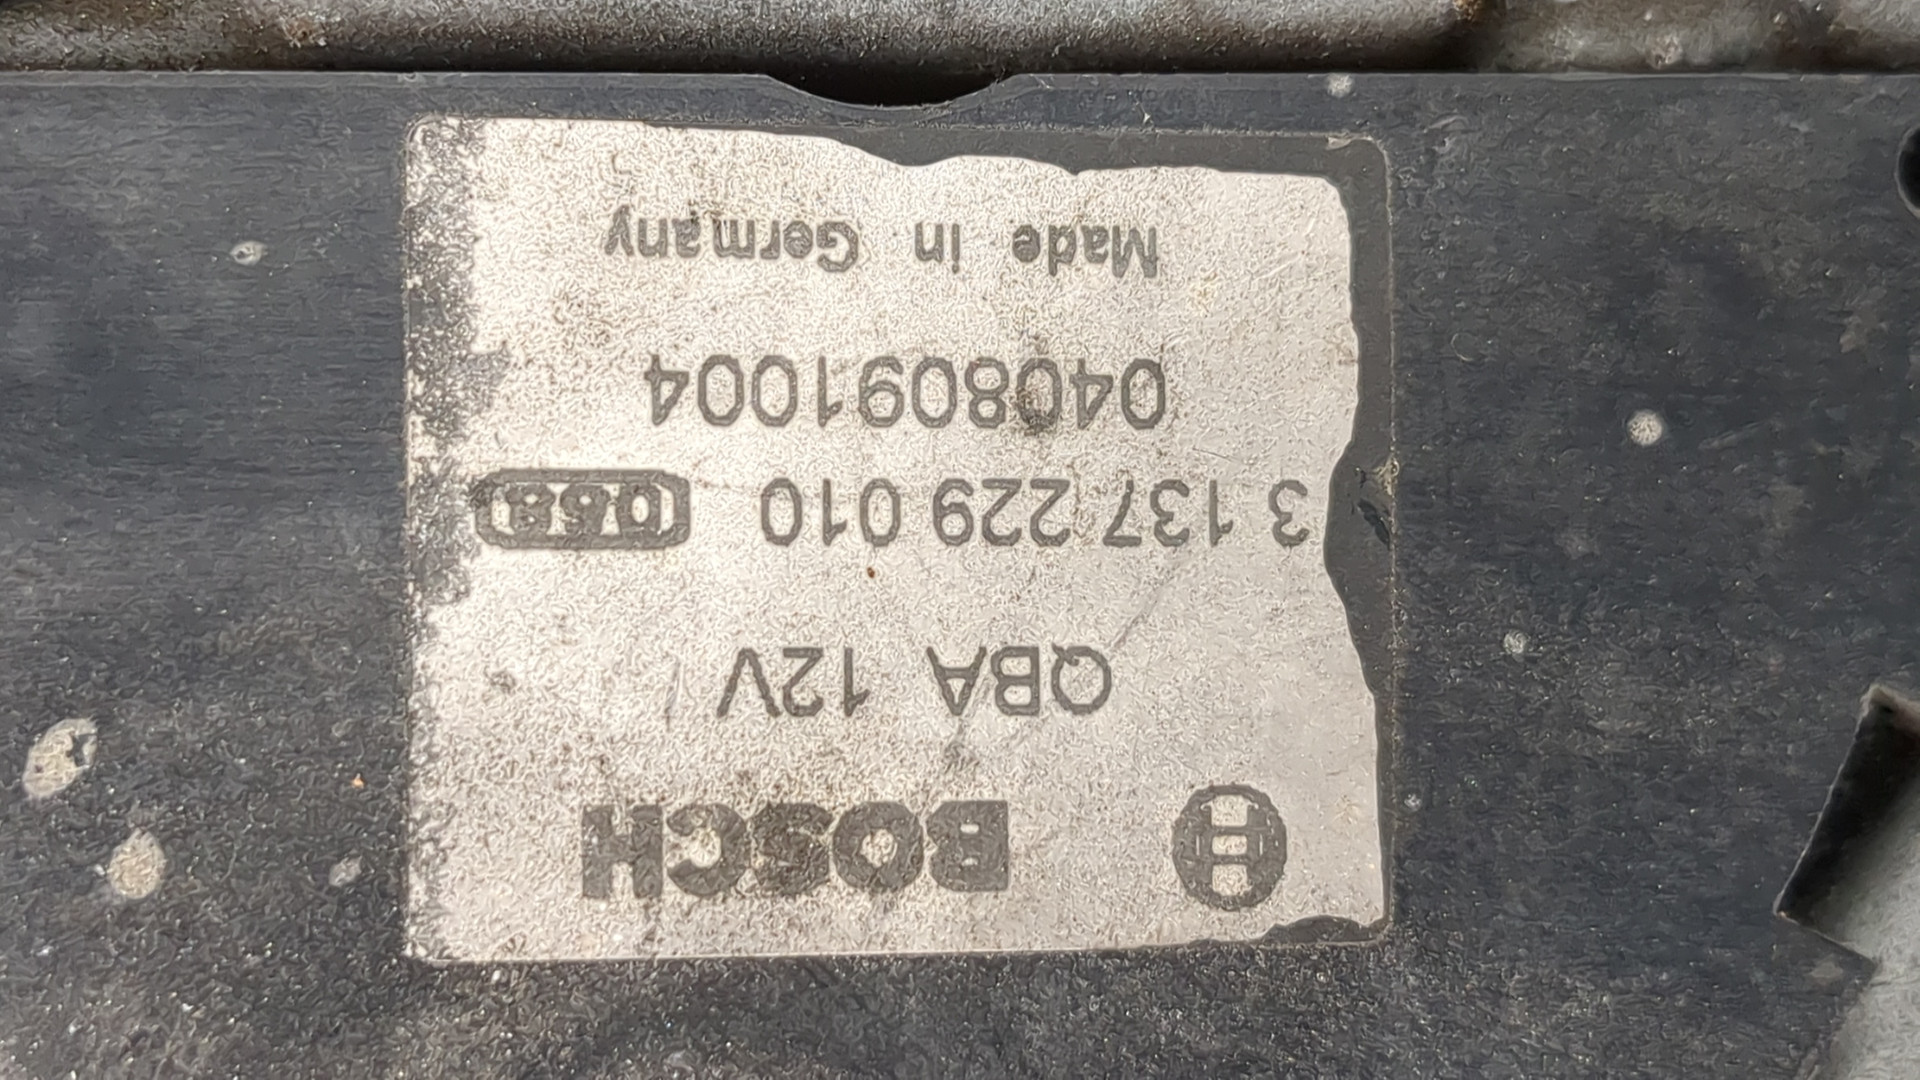 BOSCH
QBA 12V
3 137 229 010
0408091004
Made in Germany